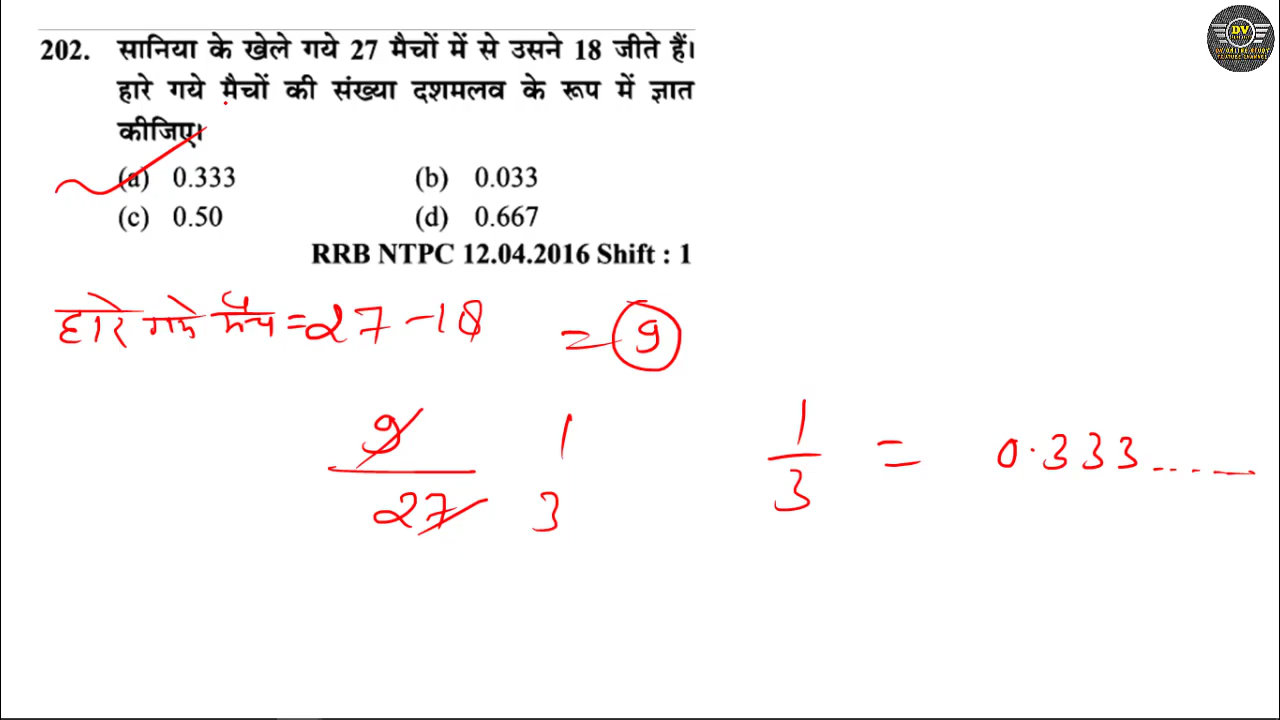 202. सानिया के खेले गये 27 मैचों में से उसने 18 जीते हैं।
हारे गये मैचों की संख्या दशमलव के रूप में ज्ञात
कीजिए।
(a) 0.333 (b) 0.033
(c) 0.50 (d) 0.667
RRB NTPC 12.04.2016 Shift : 1
हारे गये मैच = 27 - 18 = 9
9 1
27 3
1
3
= 0.333.....
DV